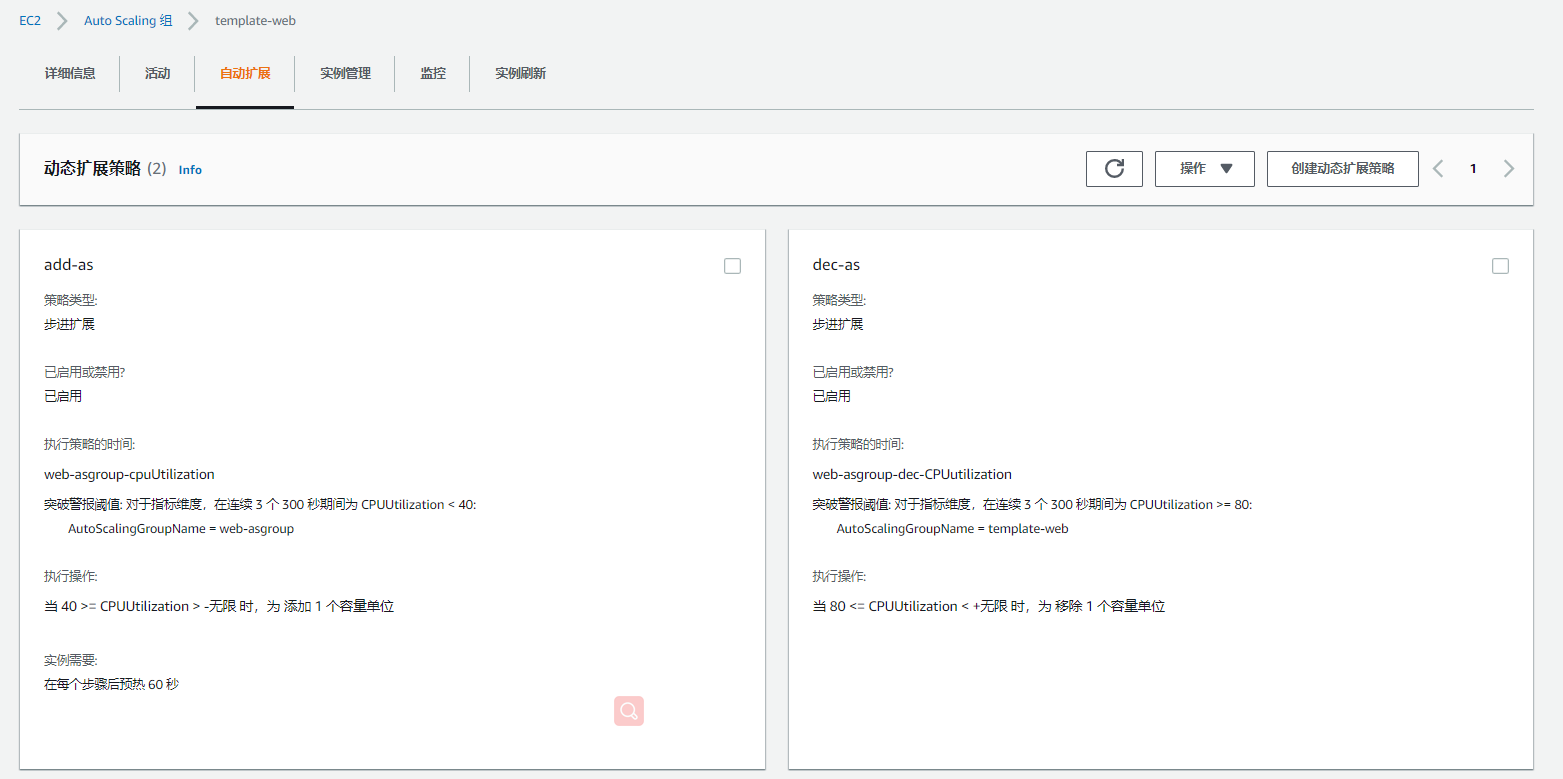 EC2 Auto Scaling 组 template-web
详细信息 活动 自动扩展 实例管理 监控 实例刷新
动态扩展策略 (2) Info 操作 创建动态扩展策略 1
add-as
策略类型:
步进扩展
已启用或禁用?
已启用
执行策略的时间:
web-asgroup-cpuUtilization
突破警报阈值: 对于指标维度，在连续 3 个 300 秒期间为 CPUUtilization < 40:
AutoScalingGroupName = web-asgroup
执行操作:
当 40 >= CPUUtilization > -无限 时，为 添加 1 个容量单位
实例需要:
在每个步骤后预热 60 秒
dec-as
策略类型:
步进扩展
已启用或禁用?
已启用
执行策略的时间:
web-asgroup-dec-CPUutilization
突破警报阈值: 对于指标维度，在连续 3 个 300 秒期间为 CPUUtilization >= 80:
AutoScalingGroupName = template-web
执行操作:
当 80 <= CPUUtilization < +无限 时，为 移除 1 个容量单位